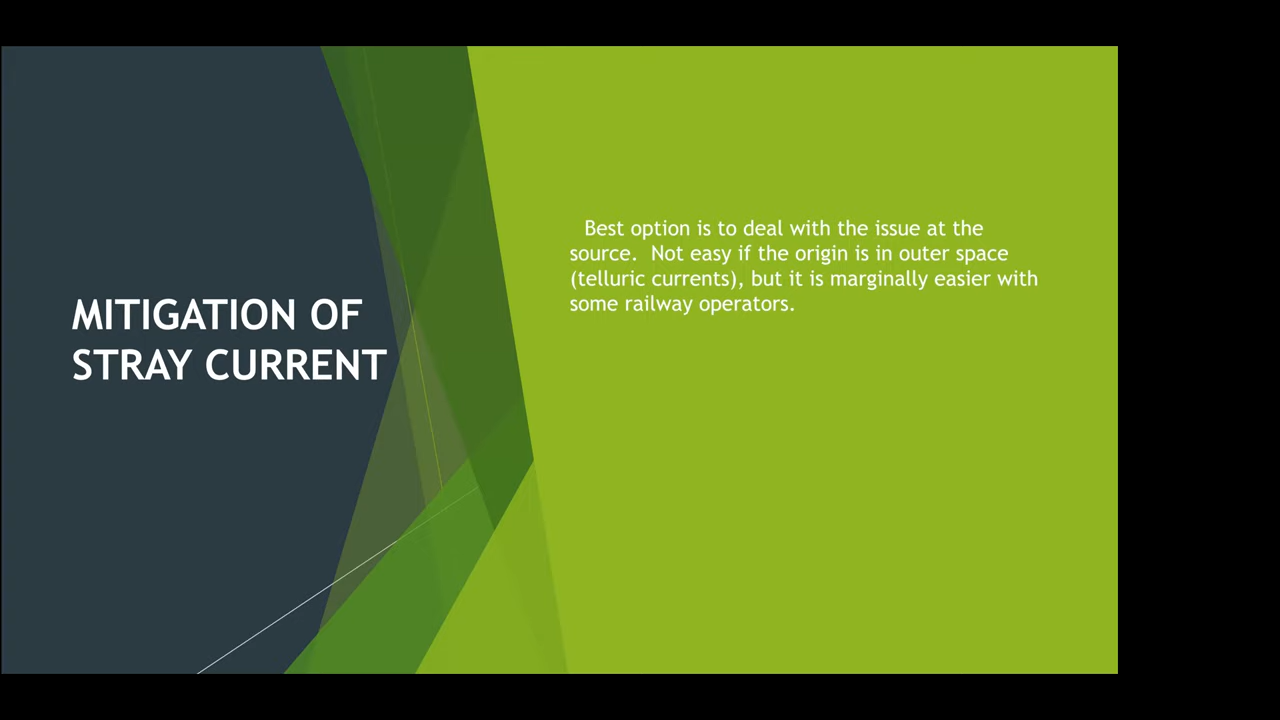 MITIGATION OF
STRAY CURRENT
Best option is to deal with the issue at the
source.  Not easy if the origin is in outer space
(telluric currents), but it is marginally easier with
some railway operators.